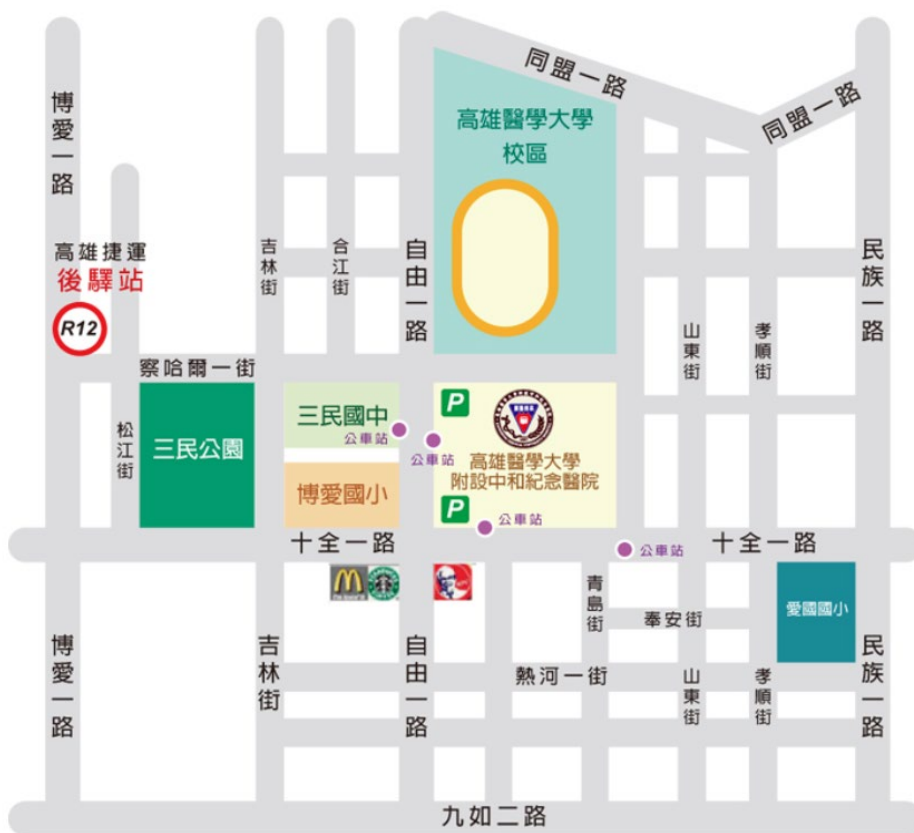 同盟一路
同盟一路
博愛一路
高雄醫學大學
校區
高雄捷運
後驛站
R12
吉林街
合江街
自由一路
民族一路
山東街
孝順街
察哈爾一街
松江街
三民公園
三民國中
公車站
公車站
P
高雄醫學大學
附設中和紀念醫院
博愛國小
P
公車站
十全一路
公車站
十全一路
青島街
奉安街
愛國國小
博愛一路
吉林街
自由一路
熱河一街
山東街
孝順街
民族一路
九如二路